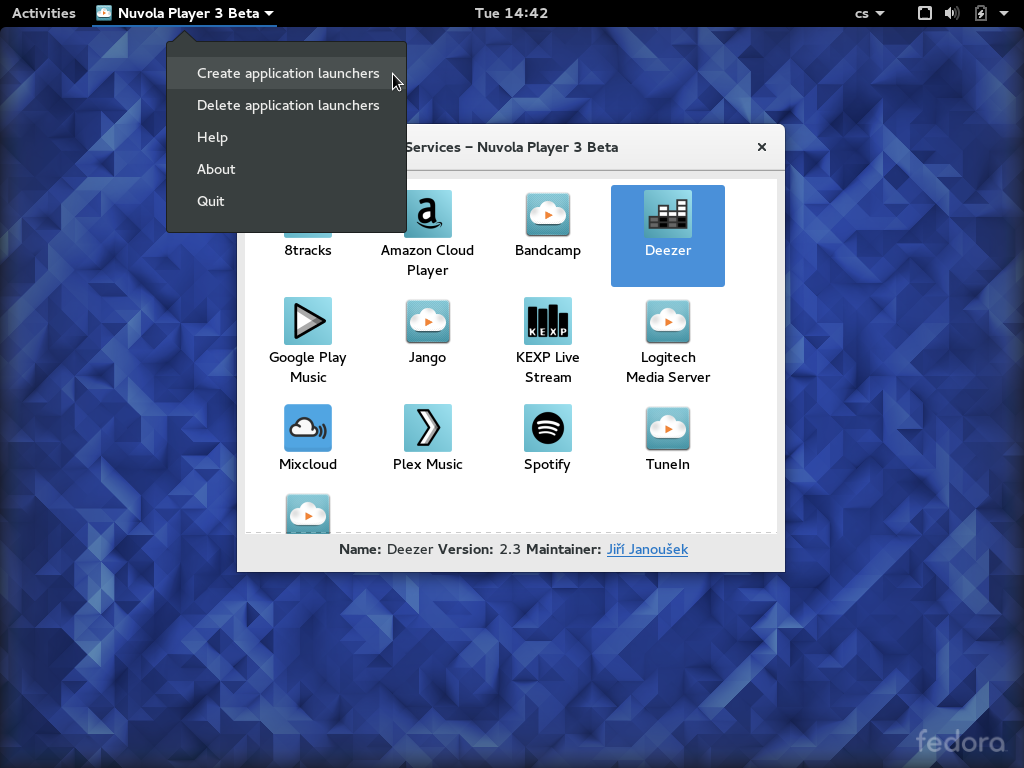 Activities
Nuvola Player 3 Beta
Tue 14:42
cs
Create application launchers
Delete application launchers
Help
About
Quit
Services – Nuvola Player 3 Beta
8tracks
Amazon Cloud
Player
Bandcamp
Deezer
Google Play
Music
Jango
KEXP
KEXP Live
Stream
Logitech
Media Server
Mixcloud
Plex Music
Spotify
TuneIn
Name: Deezer Version: 2.3 Maintainer: Jiří Janoušek
fedora